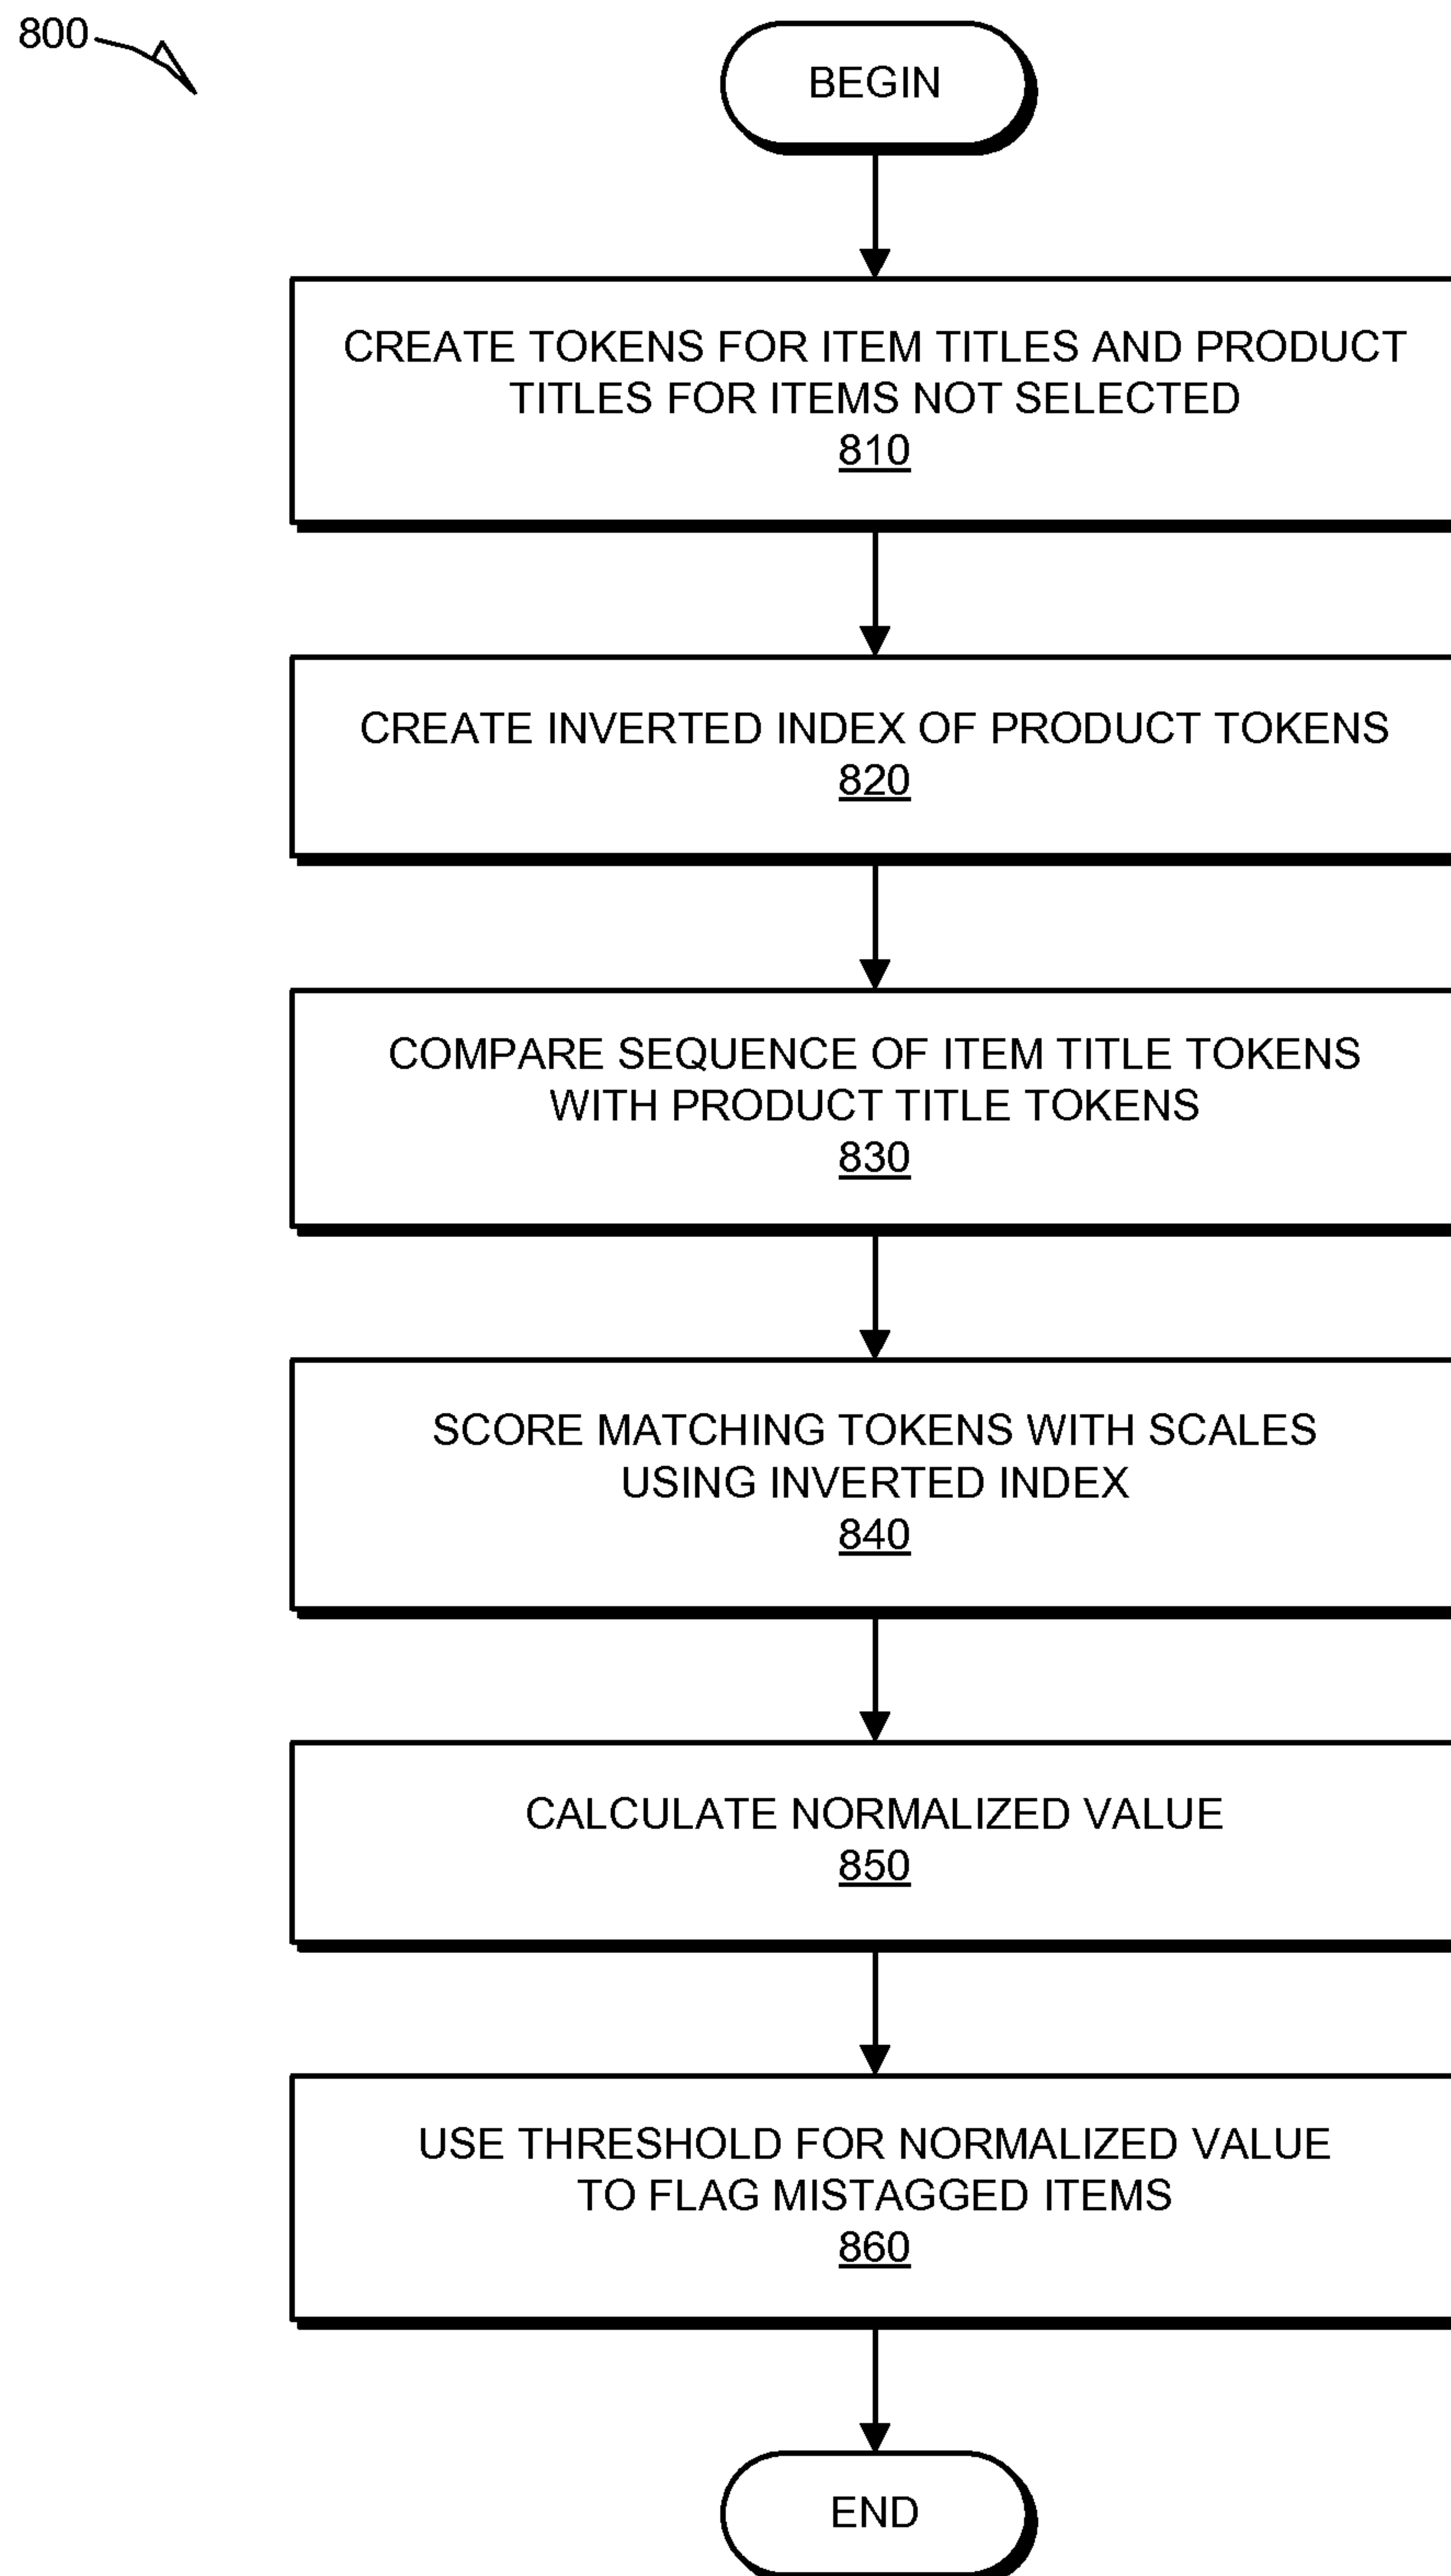 800
BEGIN
CREATE TOKENS FOR ITEM TITLES AND PRODUCT
TITLES FOR ITEMS NOT SELECTED
810
CREATE INVERTED INDEX OF PRODUCT TOKENS
820
COMPARE SEQUENCE OF ITEM TITLE TOKENS
WITH PRODUCT TITLE TOKENS
830
SCORE MATCHING TOKENS WITH SCALES
USING INVERTED INDEX
840
CALCULATE NORMALIZED VALUE
850
USE THRESHOLD FOR NORMALIZED VALUE
TO FLAG MISTAGGED ITEMS
860
END